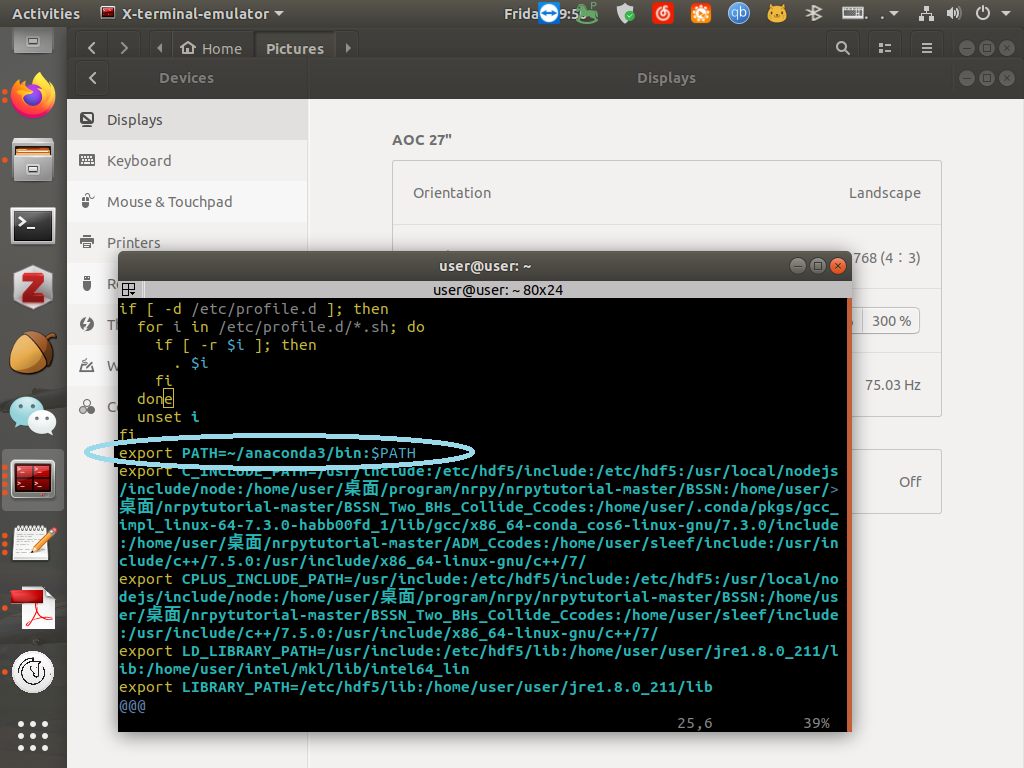 Activities
X-terminal-emulator
Home
Pictures
Devices
Displays
Displays
Keyboard
Mouse & Touchpad
Printers
AOC 27"
Orientation
Landscape
768 (4：3)
300 %
75.03 Hz
Off
user@user: ~
user@user: ~ 80x24
if [ -d /etc/profile.d ]; then
for i in /etc/profile.d/*.sh; do
if [ -r $i ]; then
. $i
fi
done
unset i
fi
export PATH=~/anaconda3/bin:$PATH
export C_INCLUDE_PATH=/usr/include:/etc/hdf5/include:/etc/hdf5:/usr/local/nodejs
/include/node:/home/user/桌面/program/nrpy/nrpytutorial-master/BSSN:/home/user/>
桌面/nrpytutorial-master/BSSN_Two_BHs_Collide_Ccodes:/home/user/.conda/pkgs/gcc_
impl_linux-64-7.3.0-habb00fd_1/lib/gcc/x86_64-conda_cos6-linux-gnu/7.3.0/include
:/home/user/桌面/nrpytutorial-master/ADM_Ccodes:/home/user/sleef/include:/usr/in
clude/c++/7.5.0:/usr/include/x86_64-linux-gnu/c++/7/
export CPLUS_INCLUDE_PATH=/usr/include:/etc/hdf5/include:/etc/hdf5:/usr/local/no
dejs/include/node:/home/user/桌面/program/nrpy/nrpytutorial-master/BSSN:/home/us
er/桌面/nrpytutorial-master/BSSN_Two_BHs_Collide_Ccodes:/home/user/sleef/include
:/usr/include/c++/7.5.0:/usr/include/x86_64-linux-gnu/c++/7/
export LD_LIBRARY_PATH=/usr/include:/etc/hdf5/lib:/home/user/user/jre1.8.0_211/l
ib:/home/user/intel/mkl/lib/intel64_lin
export LIBRARY_PATH=/etc/hdf5/lib:/home/user/user/jre1.8.0_211/lib
@@@
25,6 39%